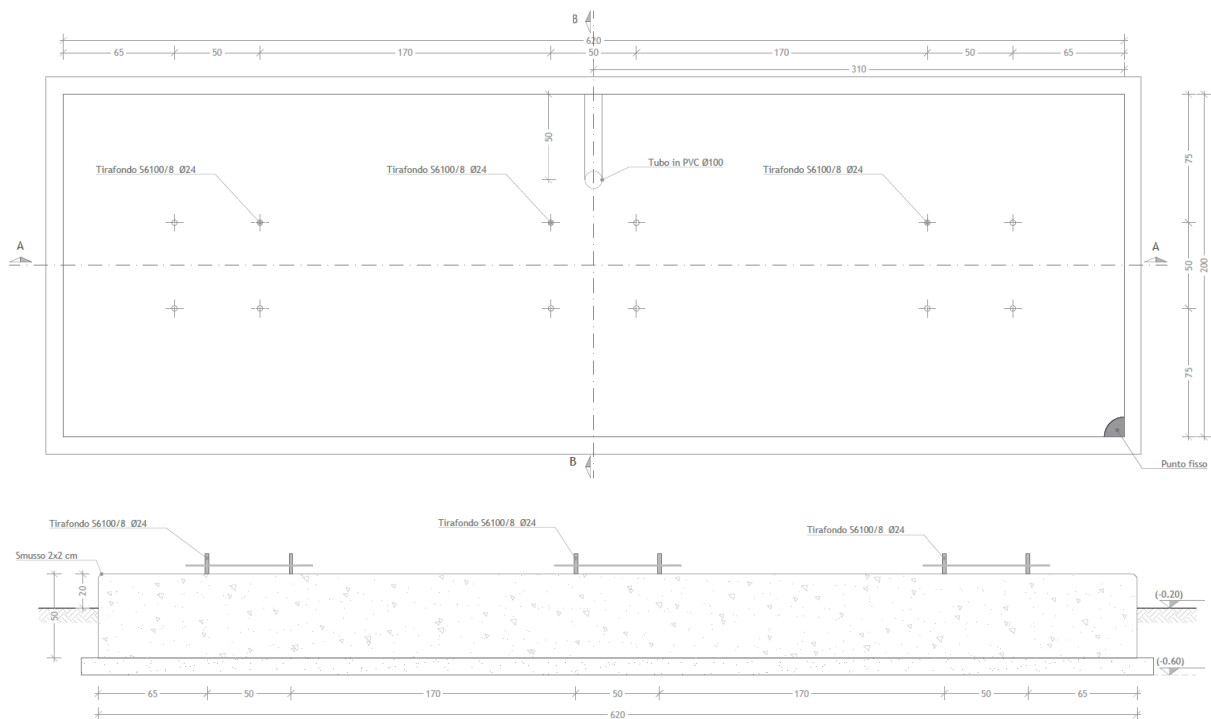 B
620
65 50 170 50 170 50 65
310
50
75
Tirafondo S6100/8 Ø24
Tirafondo S6100/8 Ø24
Tubo in PVC Ø100
Tirafondo S6100/8 Ø24
A
A
50
200
75
B
Punto fisso
Tirafondo S6100/8 Ø24
Tirafondo S6100/8 Ø24
Tirafondo S6100/8 Ø24
Smusso 2x2 cm
20
50
(-0.20)
(-0.60)
65 50 170 50 170 50 65
620